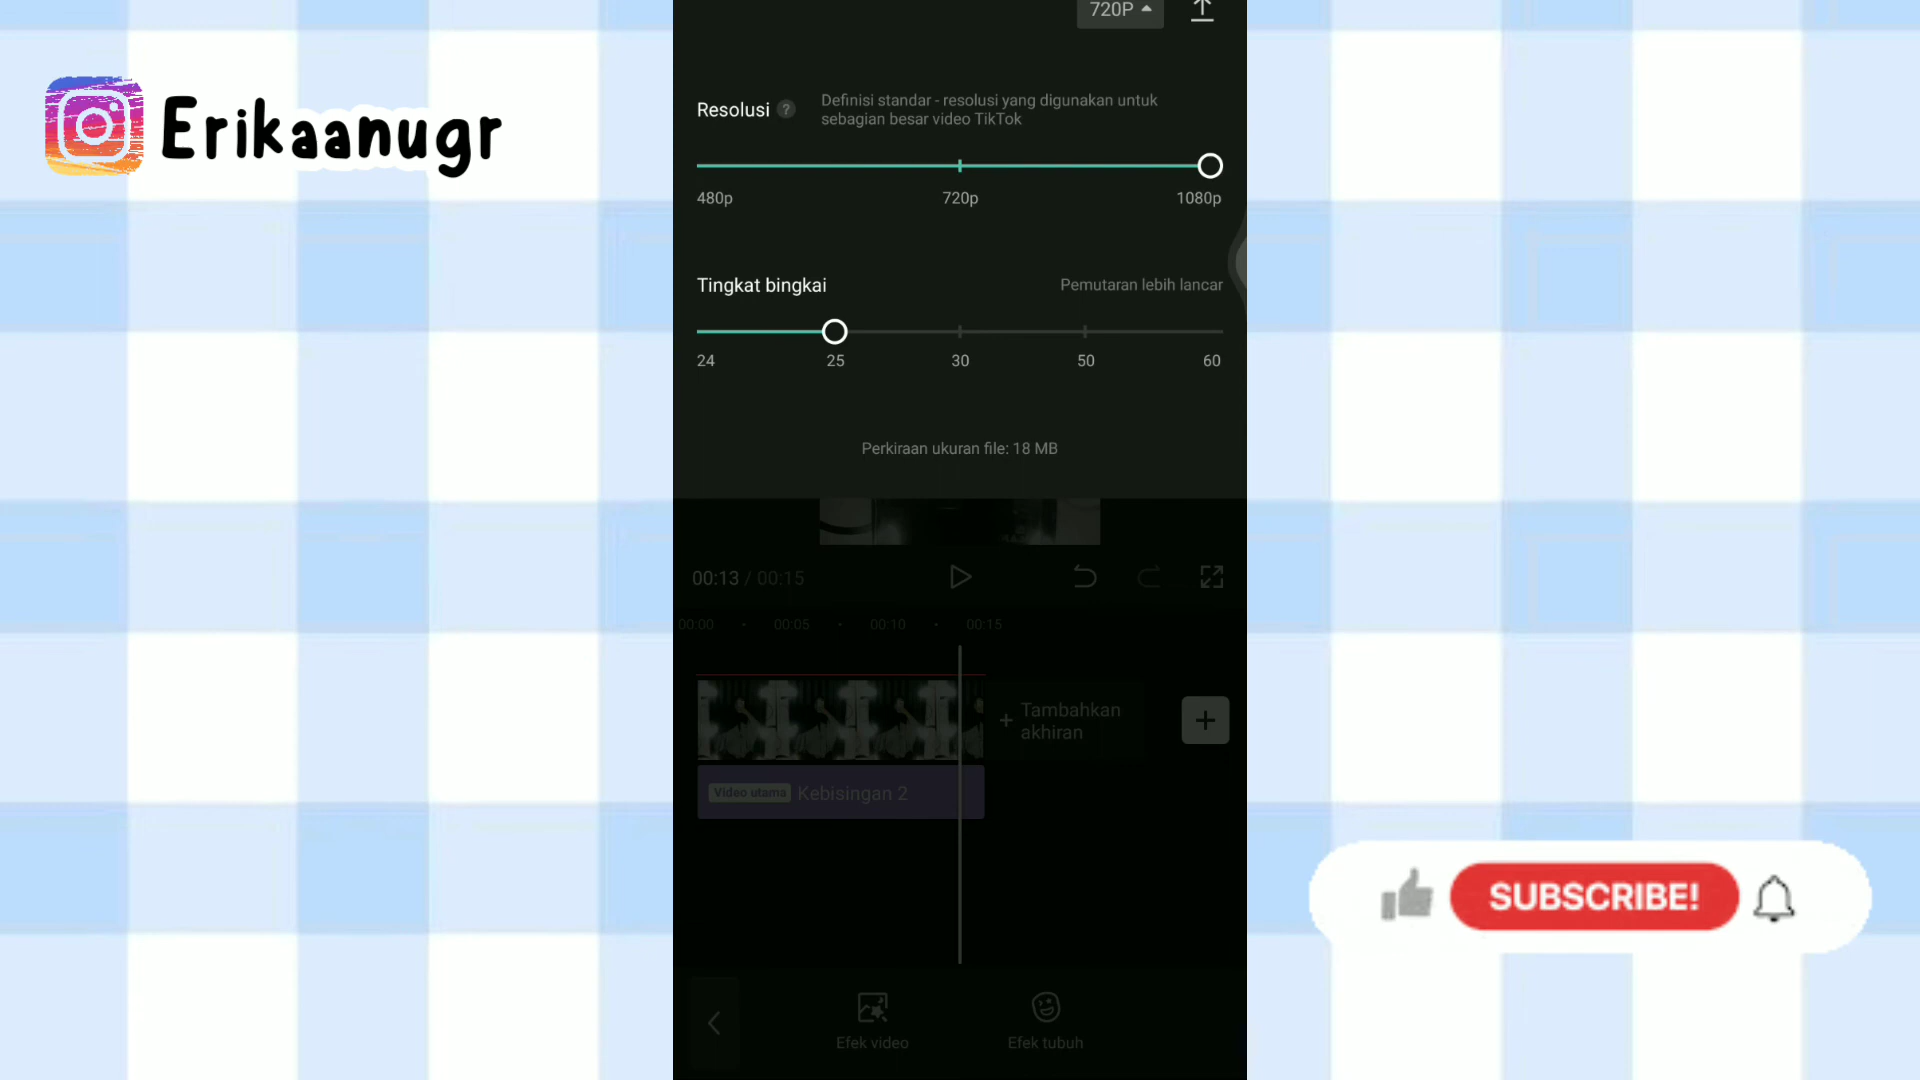 720P
Erikaanugr
Resolusi ?
Definisi standar - resolusi yang digunakan untuk
sebagian besar video TikTok
480p 720p 1080p
Tingkat bingkai
Pemutaran lebih lancar
24 25 30 50 60
Perkiraan ukuran file: 18 MB
00:13 / 00:15
00:00 00:05 00:10 00:15
+ Tambahkan
akhiran
Video utama Kebisingan 2
SUBSCRIBE!
Efek video
Efek tubuh